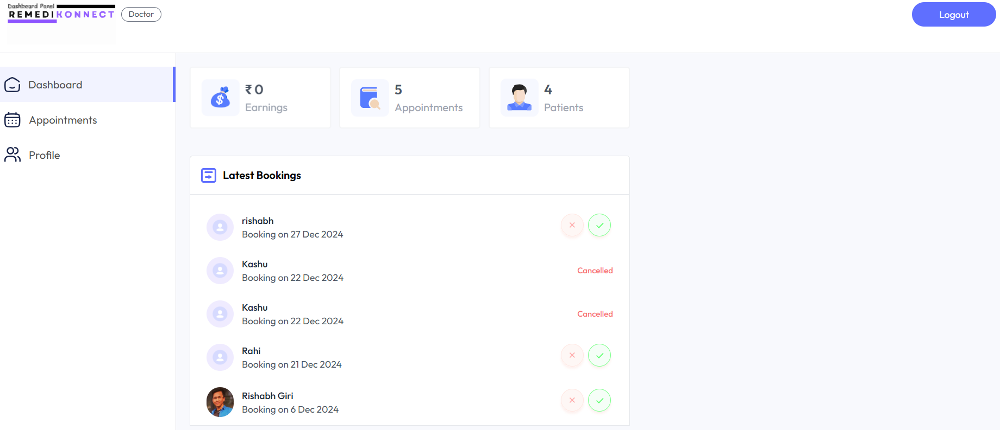 Dashboard Panel
REMEDIKONNECT
Doctor
Logout
Dashboard
Appointments
Profile
₹ 0
Earnings
5
Appointments
4
Patients
Latest Bookings
rishabh
Booking on 27 Dec 2024
Kashu
Booking on 22 Dec 2024
Cancelled
Kashu
Booking on 22 Dec 2024
Cancelled
Rahi
Booking on 21 Dec 2024
Rishabh Giri
Booking on 6 Dec 2024